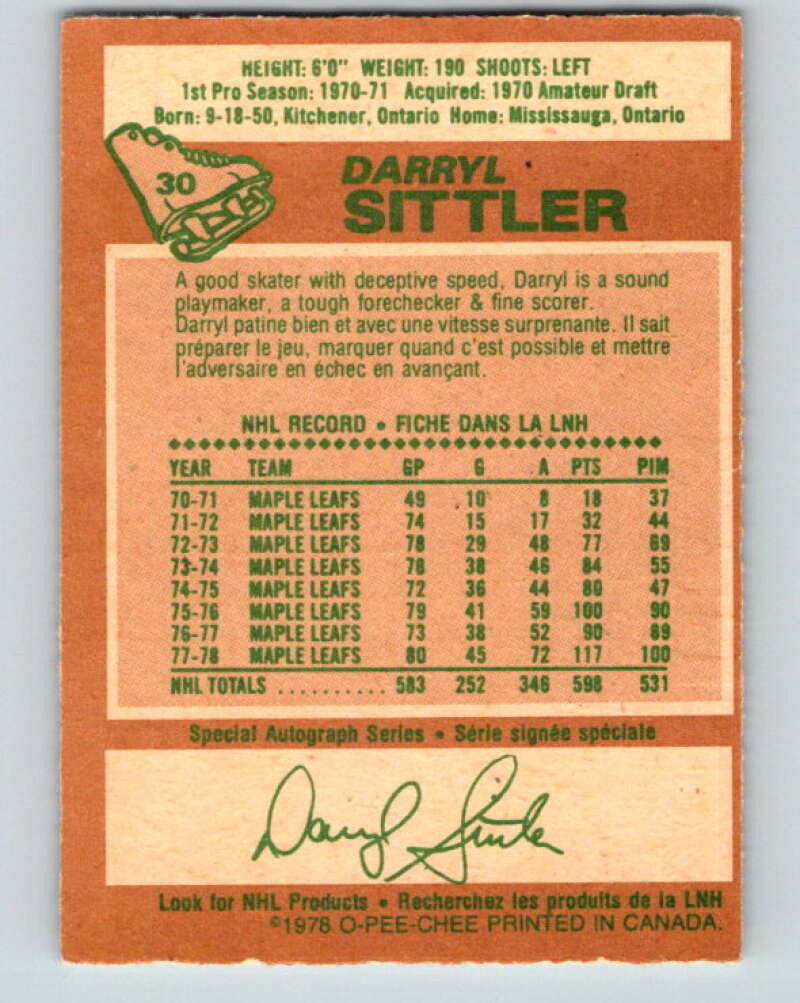 HEIGHT: 6'0" WEIGHT: 190 SHOOTS: LEFT
1st Pro Season: 1970-71 Acquired: 1970 Amateur Draft
Born: 9-18-50, Kitchener, Ontario Home: Mississauga, Ontario
30
DARRYL
SITTLER
A good skater with deceptive speed, Darryl is a sound
playmaker, a tough forechecker & fine scorer.
Darryl patine bien et avec une vitesse surprenante. Il sait
préparer le jeu, marquer quand c'est possible et mettre
l'adversaire en échec en avançant.
NHL RECORD • FICHE DANS LA LNH
YEAR TEAM GP G A PTS PIM
70-71 MAPLE LEAFS 49 10 8 18 37
71-72 MAPLE LEAFS 74 15 17 32 44
72-73 MAPLE LEAFS 78 29 48 77 69
73-74 MAPLE LEAFS 78 38 46 84 55
74-75 MAPLE LEAFS 72 36 44 80 47
75-76 MAPLE LEAFS 79 41 59 100 90
76-77 MAPLE LEAFS 73 38 52 90 89
77-78 MAPLE LEAFS 80 45 72 117 100
NHL TOTALS .......... 583 252 346 598 531
Special Autograph Series • Série signée spéciale
Darryl Sittler
Look for NHL Products • Recherchez les produits de la LNH
©1978 O-PEE-CHEE PRINTED IN CANADA.